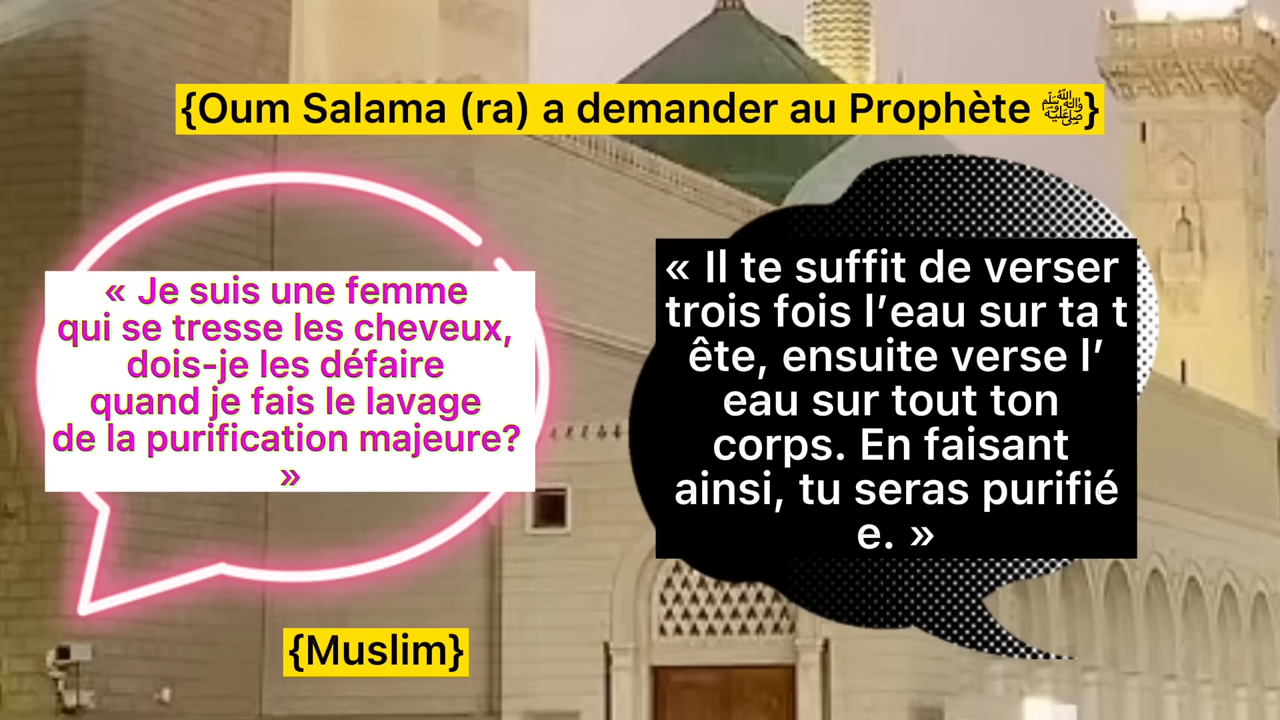 {Oum Salama (ra) a demander au Prophète ﷺ}
« Je suis une femme
qui se tresse les cheveux,
dois-je les défaire
quand je fais le lavage
de la purification majeure?
»
« Il te suffit de verser
trois fois l’eau sur ta t
ête, ensuite verse l’
eau sur tout ton
corps. En faisant
ainsi, tu seras purifié
e. »
{Muslim}